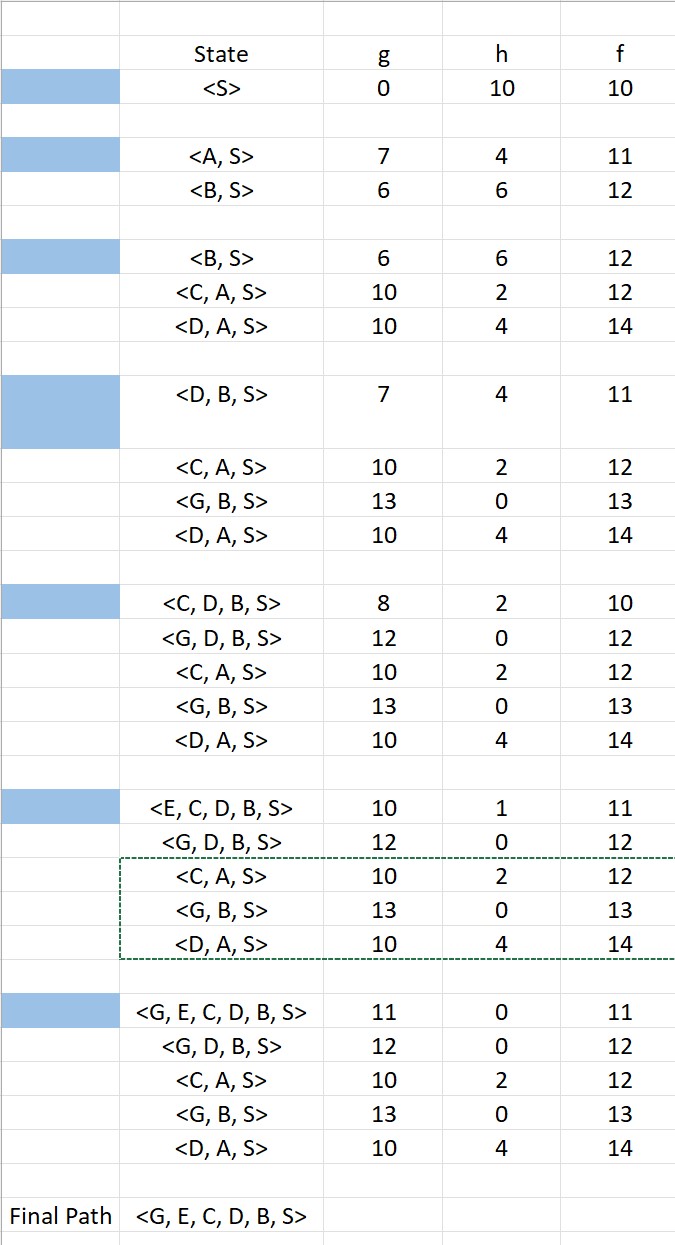 State g h f
<S> 0 10 10
<A, S> 7 4 11
<B, S> 6 6 12
<B, S> 6 6 12
<C, A, S> 10 2 12
<D, A, S> 10 4 14
<D, B, S> 7 4 11
<C, A, S> 10 2 12
<G, B, S> 13 0 13
<D, A, S> 10 4 14
<C, D, B, S> 8 2 10
<G, D, B, S> 12 0 12
<C, A, S> 10 2 12
<G, B, S> 13 0 13
<D, A, S> 10 4 14
<E, C, D, B, S> 10 1 11
<G, D, B, S> 12 0 12
<C, A, S> 10 2 12
<G, B, S> 13 0 13
<D, A, S> 10 4 14
<G, E, C, D, B, S> 11 0 11
<G, D, B, S> 12 0 12
<C, A, S> 10 2 12
<G, B, S> 13 0 13
<D, A, S> 10 4 14
Final Path <G, E, C, D, B, S>